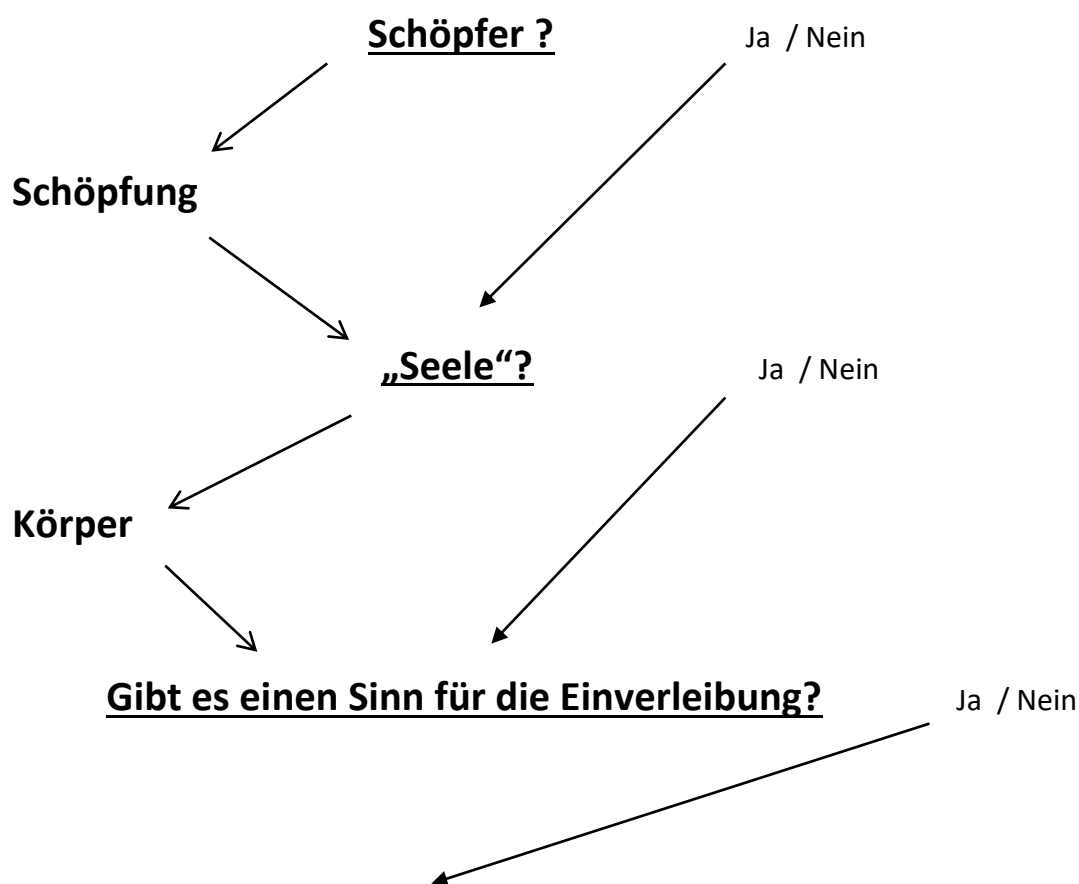 Schöpfer ? Ja / Nein
Schöpfung
„Seele“? Ja / Nein
Körper
Gibt es einen Sinn für die Einverleibung? Ja / Nein